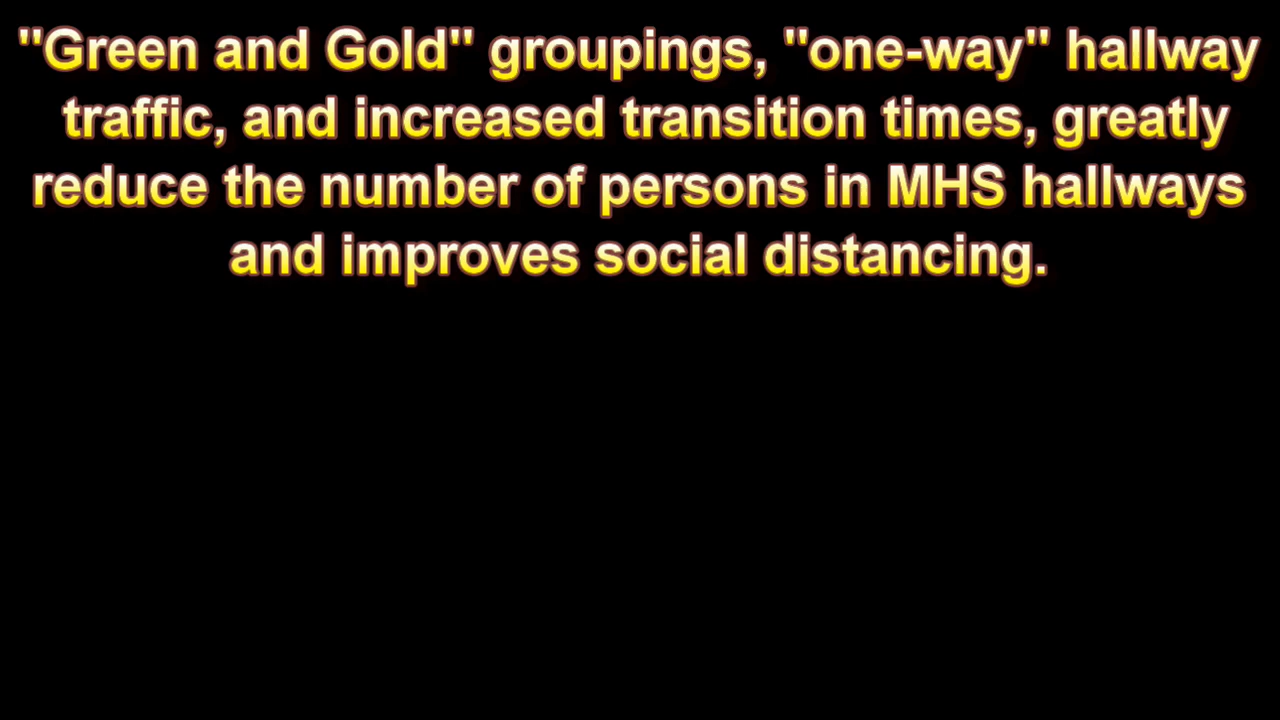 "Green and Gold" groupings, "one-way" hallway
traffic, and increased transition times, greatly
reduce the number of persons in MHS hallways
and improves social distancing.